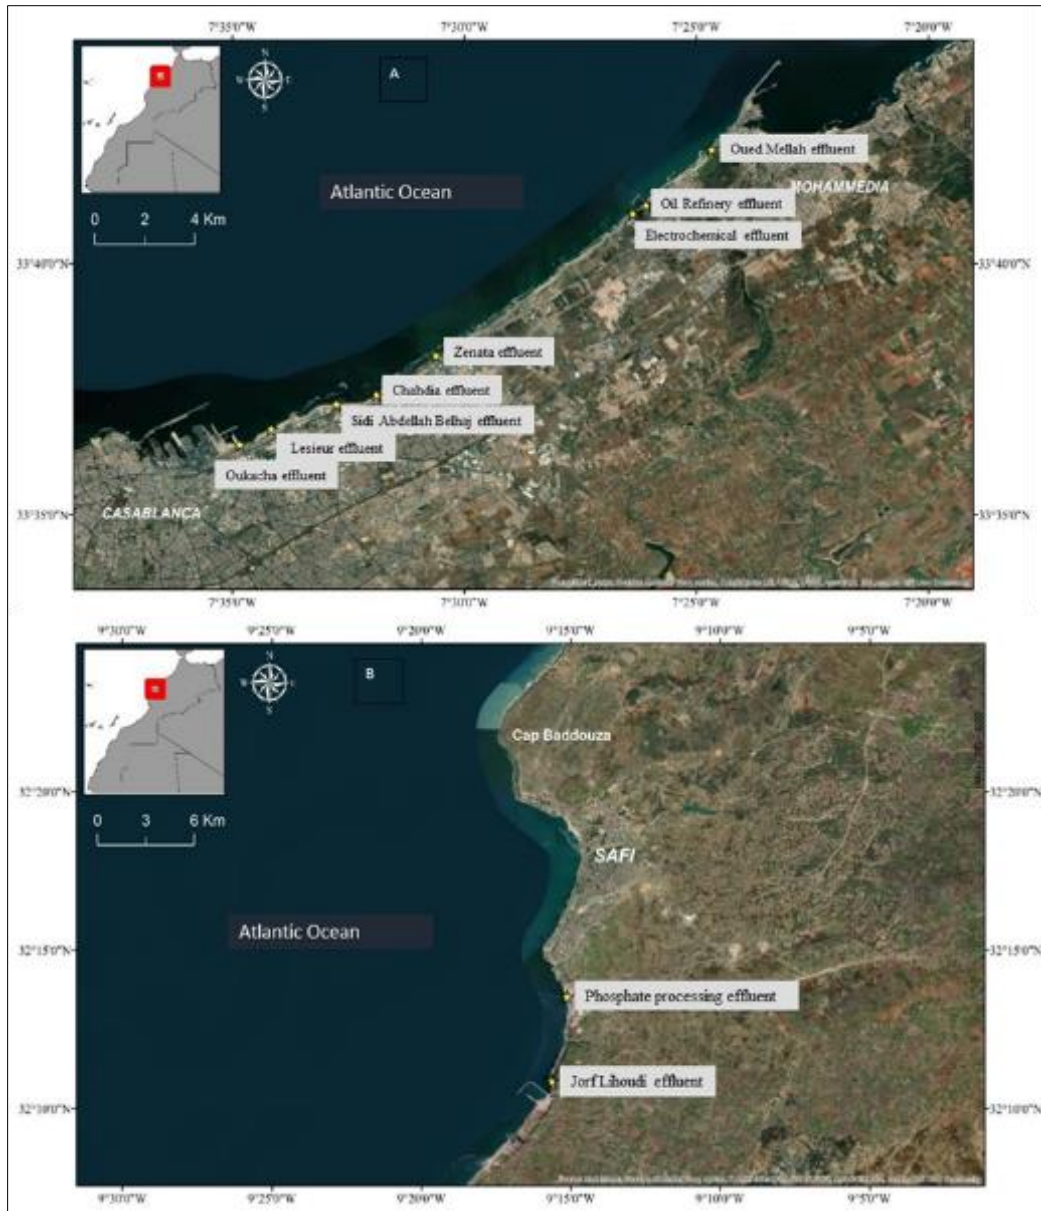 7°35'0"W 7°30'0"W 7°25'0"W 7°20'0"W
N
A
W E
S
Oued Mellah effluent
MOHAMMEDIA
Atlantic Ocean
Oil Refinery effluent
0 2 4 Km
Electrochemical effluent
33°40'0"N 33°40'0"N
Zenata effluent
Chahdia effluent
Sidi Abdellah Belhaj effluent
Lesieur effluent
Oukacha effluent
CASABLANCA
33°35'0"N 33°35'0"N
7°35'0"W 7°30'0"W 7°25'0"W 7°20'0"W
9°30'0"W 9°25'0"W 9°20'0"W 9°15'0"W 9°10'0"W 9°5'0"W
N
B
W E
S
Cap Baddouza
32°20'0"N 32°20'0"N
0 3 6 Km
SAFI
Atlantic Ocean
32°15'0"N 32°15'0"N
Phosphate processing effluent
Jorf Lihoudi effluent
32°10'0"N 32°10'0"N
9°30'0"W 9°25'0"W 9°20'0"W 9°15'0"W 9°10'0"W 9°5'0"W